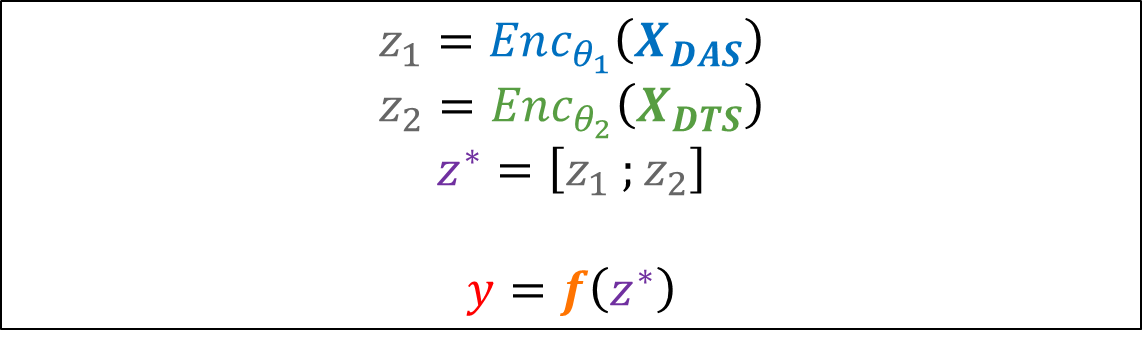 z₁ = Enc_θ₁(X_DAS)
z₂ = Enc_θ₂(X_DTS)
z* = [z₁ ; z₂]
y = f(z*)